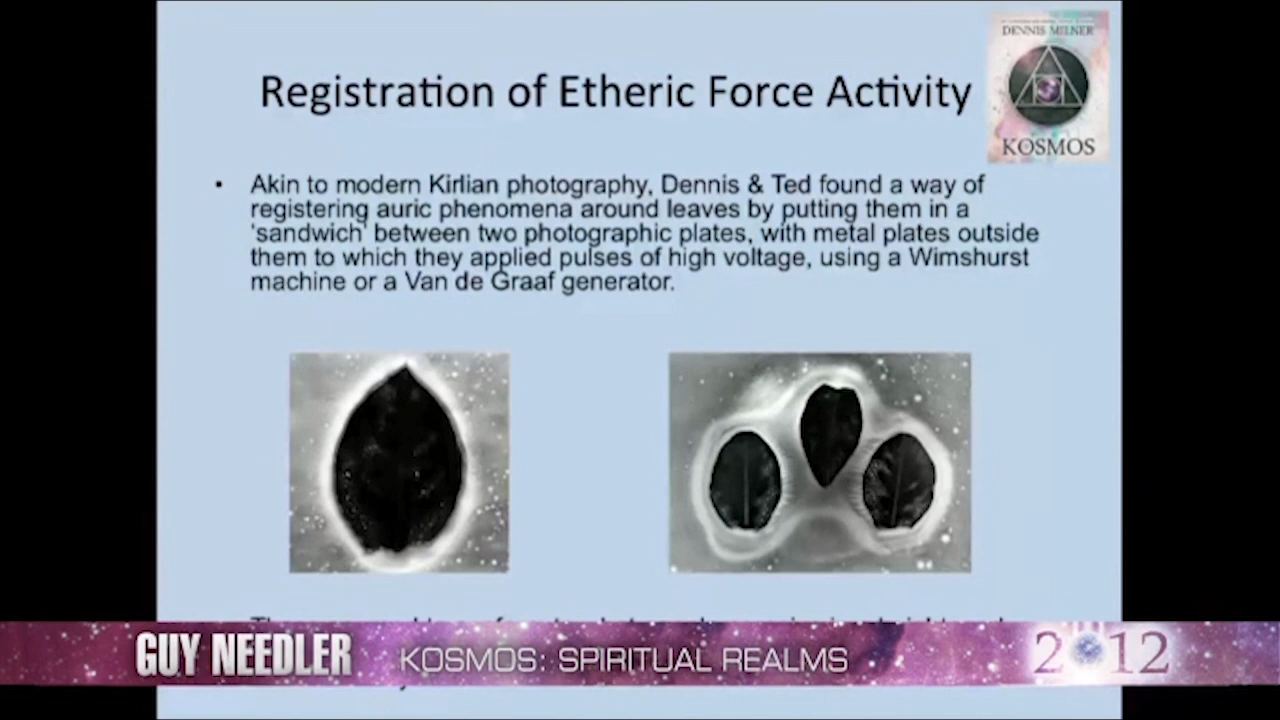 DENNIS MILNER
KOSMOS
Registration of Etheric Force Activity
• Akin to modern Kirlian photography, Dennis & Ted found a way of
registering auric phenomena around leaves by putting them in a
'sandwich' between two photographic plates, with metal plates outside
them to which they applied pulses of high voltage, using a Wimshurst
machine or a Van de Graaf generator.
GUY NEEDLER KOSMOS: SPIRITUAL REALMS 2012